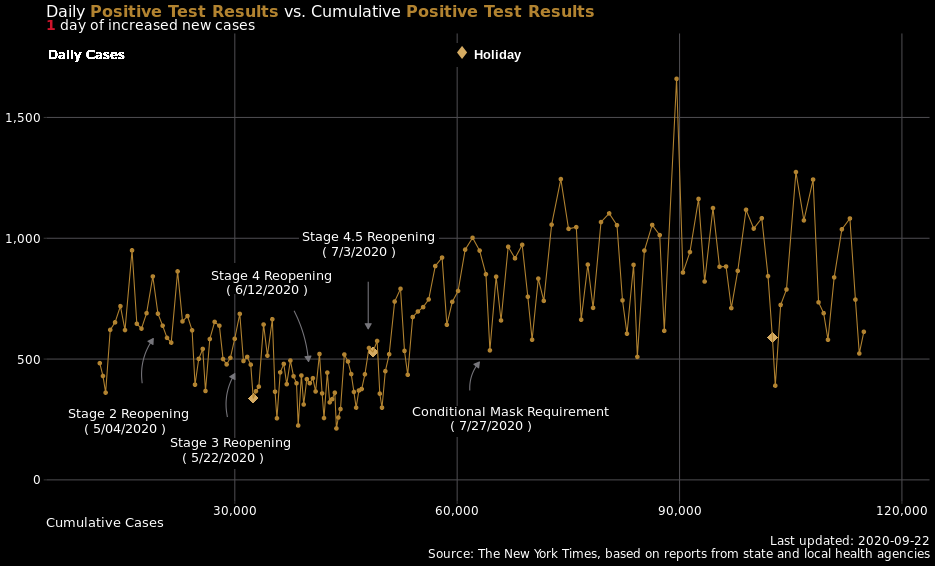 Daily Positive Test Results vs. Cumulative Positive Test Results
1 day of increased new cases
Daily Cases
Holiday
1,500
1,000
Stage 4.5 Reopening
( 7/3/2020 )
Stage 4 Reopening
( 6/12/2020 )
500
Stage 2 Reopening
( 5/04/2020 )
Conditional Mask Requirement
( 7/27/2020 )
Stage 3 Reopening
( 5/22/2020 )
0
30,000
60,000
90,000
120,000
Cumulative Cases
Last updated: 2020-09-22
Source: The New York Times, based on reports from state and local health agencies